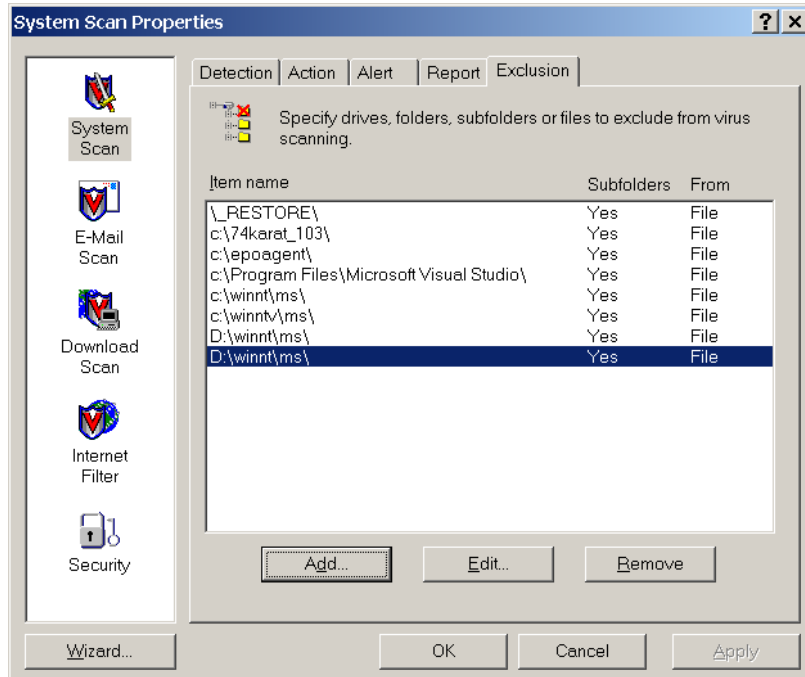 System Scan Properties
Detection Action Alert Report Exclusion
Specify drives, folders, subfolders or files to exclude from virus
scanning.
Item name Subfolders From
\_RESTORE\ Yes File
c:\74karat_103\ Yes File
c:\epoagent\ Yes File
c:\Program Files\Microsoft Visual Studio\ Yes File
c:\winnt\ms\ Yes File
c:\winntv\ms\ Yes File
D:\winnt\ms\ Yes File
D:\winnt\ms\ Yes File
System
Scan
E-Mail
Scan
Download
Scan
Internet
Filter
Security
Add... Edit... Remove
Wizard... OK Cancel Apply